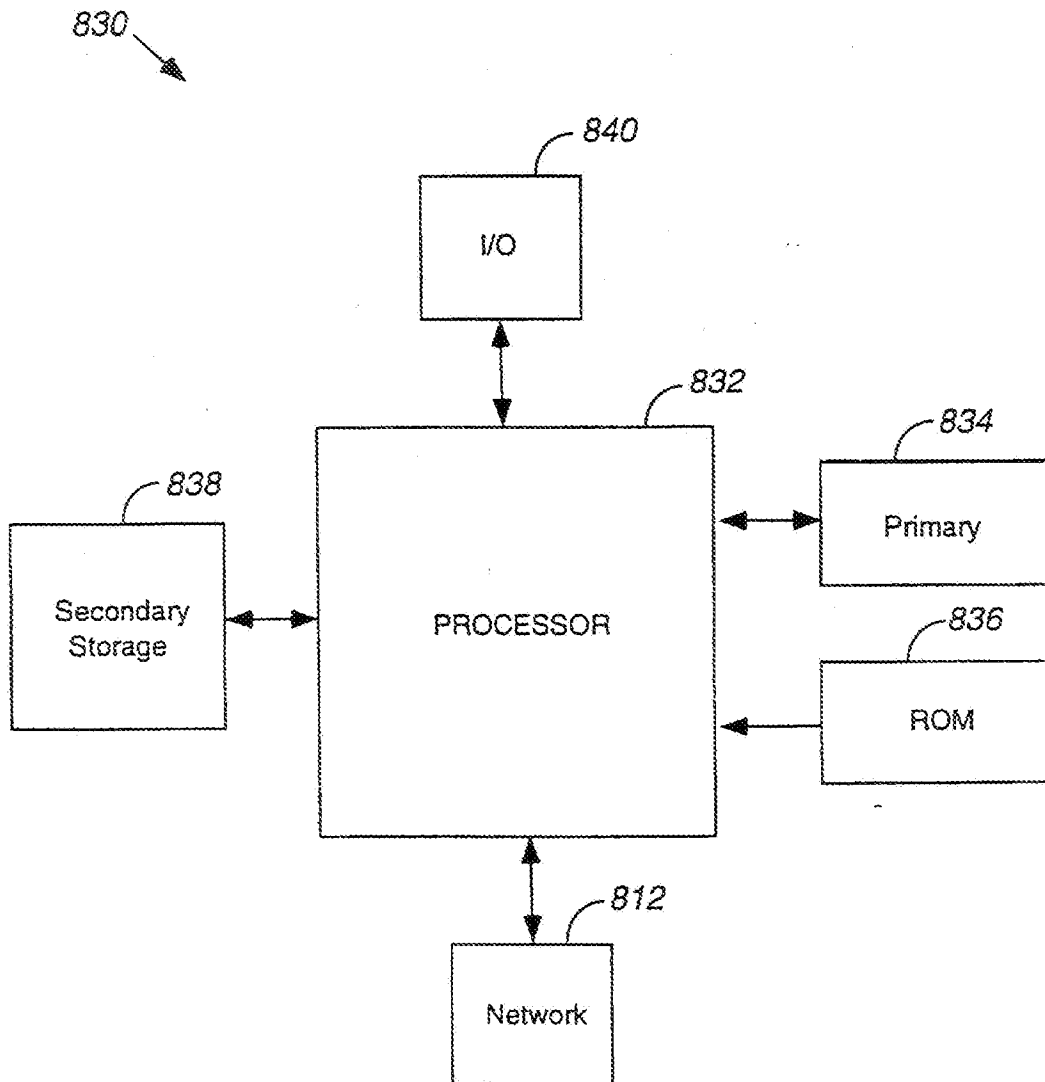 830
840
I/O
832
834
838
Primary
Secondary
Storage
PROCESSOR
836
ROM
812
Network